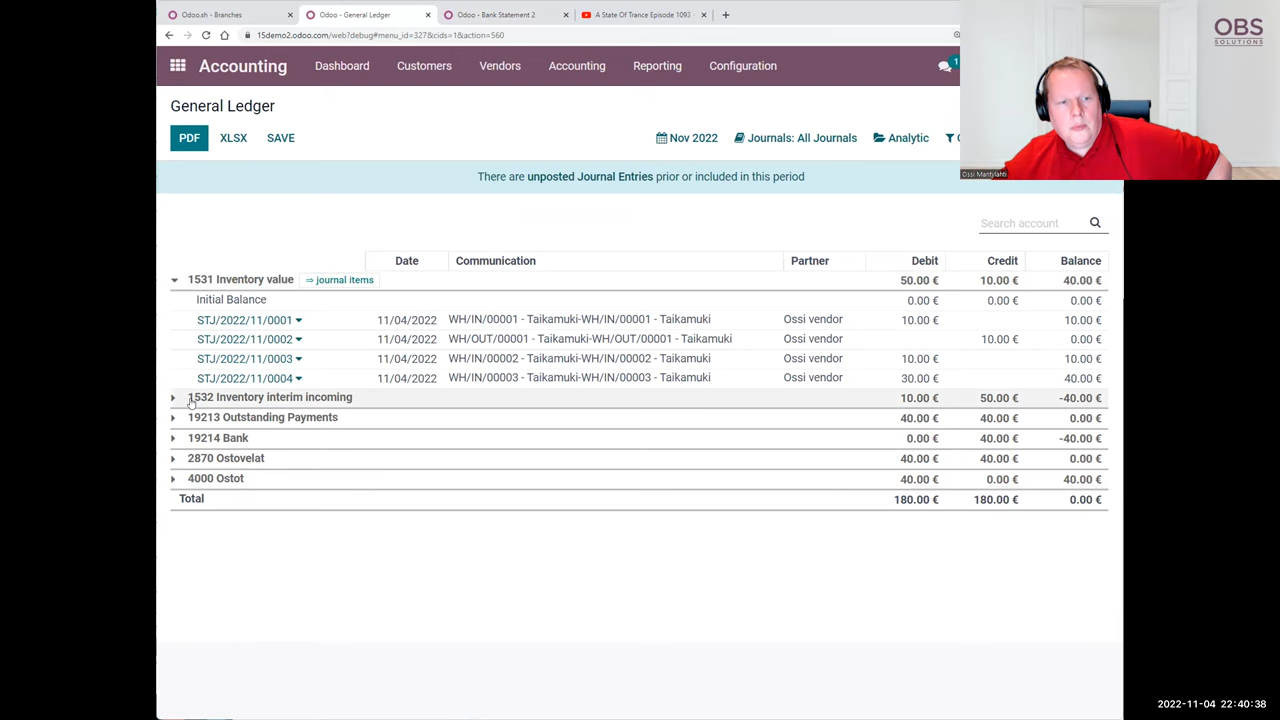 Odoo.sh - Branches
Odoo - General Ledger
Odoo - Bank Statement 2
A State Of Trance Episode 1093
15demo2.odoo.com/web?debug#menu_id=327&cids=1&action=560
OBS
SOLUTIONS
Accounting
Dashboard
Customers
Vendors
Accounting
Reporting
Configuration
1
General Ledger
PDF
XLSX
SAVE
Nov 2022
Journals: All Journals
Analytic
Ossi Mantylahti
There are unposted Journal Entries prior or included in this period
Search account
Date Communication Partner Debit Credit Balance
1531 Inventory value ⇒ journal items 50.00 € 10.00 € 40.00 €
Initial Balance 0.00 € 0.00 € 0.00 €
STJ/2022/11/0001 11/04/2022 WH/IN/00001 - Taikamuki-WH/IN/00001 - Taikamuki Ossi vendor 10.00 € 10.00 €
STJ/2022/11/0002 11/04/2022 WH/OUT/00001 - Taikamuki-WH/OUT/00001 - Taikamuki Ossi vendor 10.00 € 0.00 €
STJ/2022/11/0003 11/04/2022 WH/IN/00002 - Taikamuki-WH/IN/00002 - Taikamuki Ossi vendor 10.00 € 10.00 €
STJ/2022/11/0004 11/04/2022 WH/IN/00003 - Taikamuki-WH/IN/00003 - Taikamuki Ossi vendor 30.00 € 40.00 €
1532 Inventory interim incoming 10.00 € 50.00 € -40.00 €
19213 Outstanding Payments 40.00 € 40.00 € 0.00 €
19214 Bank 0.00 € 40.00 € -40.00 €
2870 Ostovelat 40.00 € 40.00 € 0.00 €
4000 Ostot 40.00 € 0.00 € 40.00 €
Total 180.00 € 180.00 € 0.00 €
2022-11-04 22:40:38